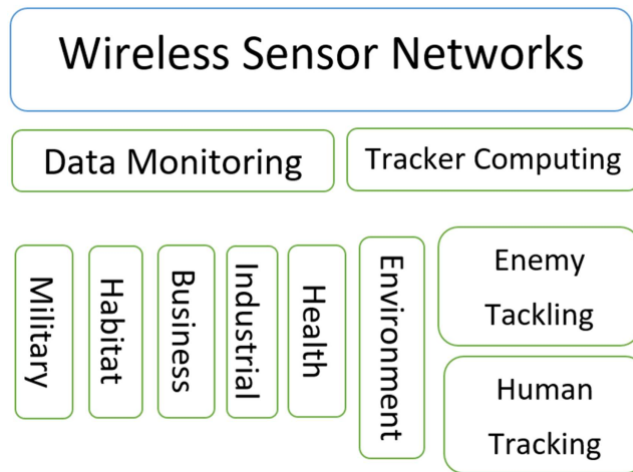 Wireless Sensor Networks
Data Monitoring
Tracker Computing
Military
Habitat
Business
Industrial
Health
Environment
Enemy
Tackling
Human
Tracking